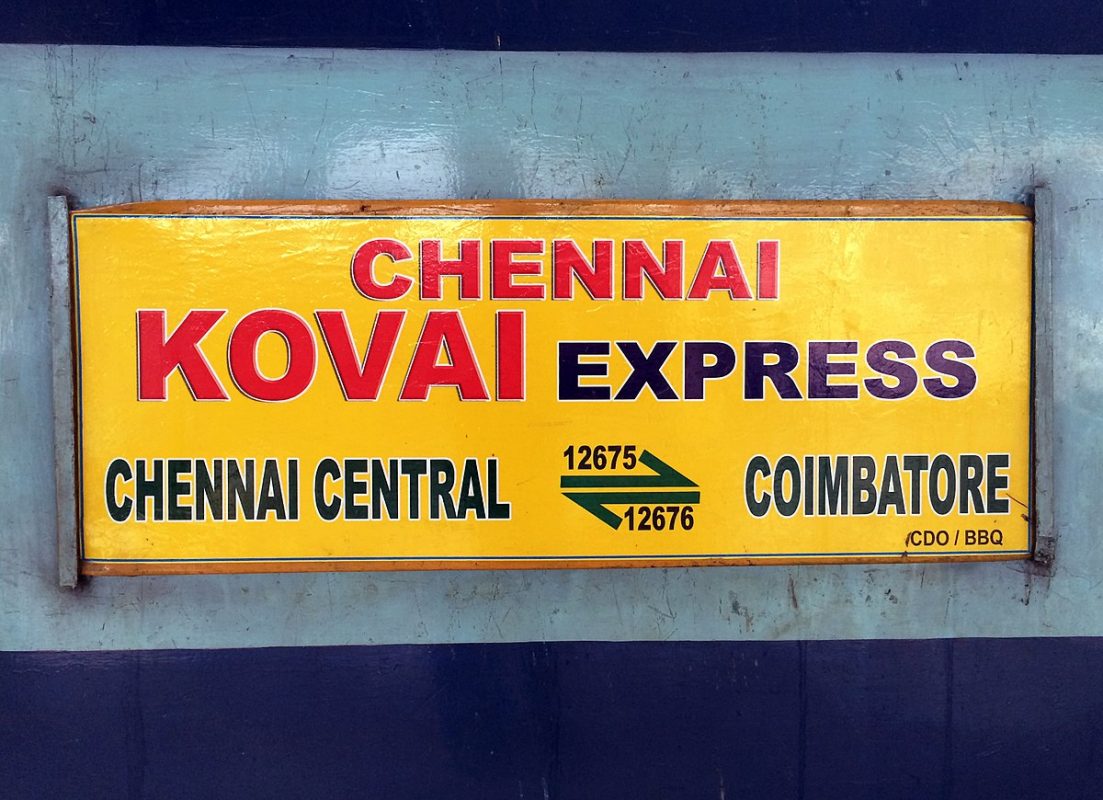 CHENNAI
KOVAI EXPRESS
12675
CHENNAI CENTRAL COIMBATORE
12676
CDO / BBQ